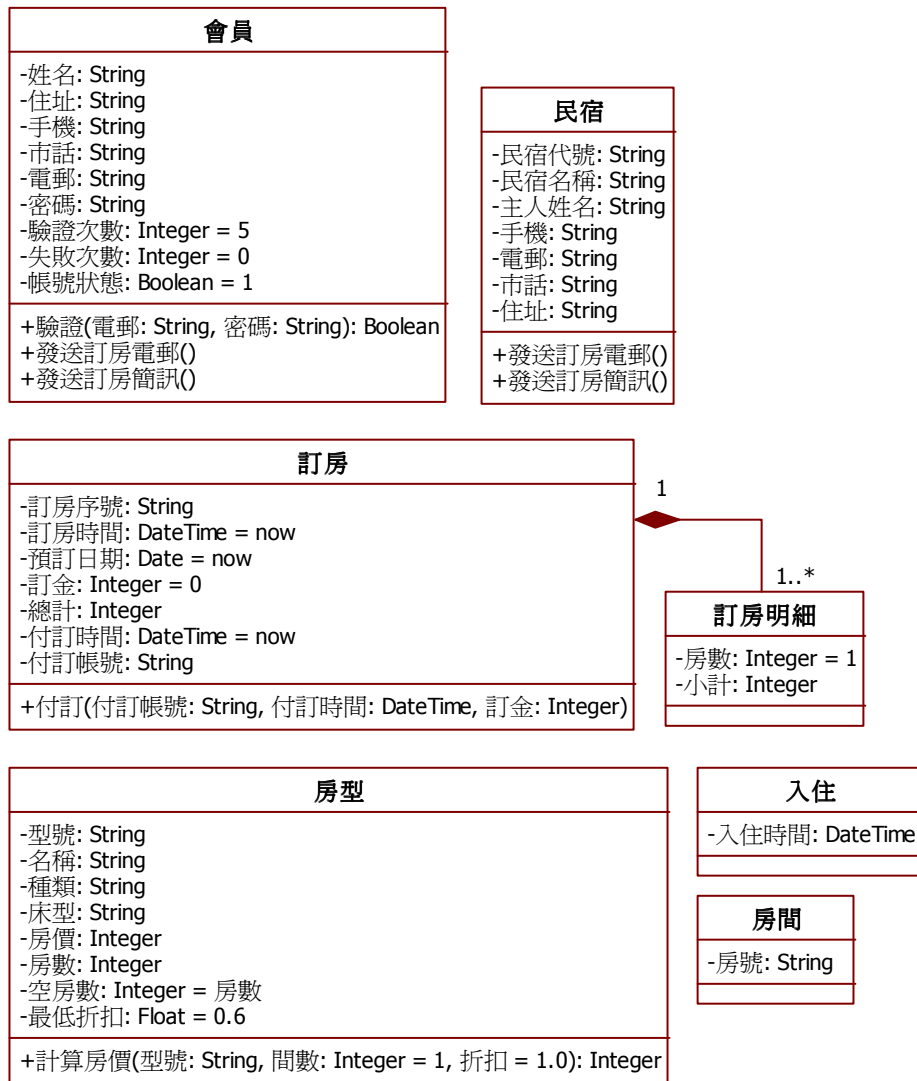 會員
-姓名: String
-住址: String
-手機: String
-市話: String
-電郵: String
-密碼: String
-驗證次數: Integer = 5
-失敗次數: Integer = 0
-帳號狀態: Boolean = 1
+驗證(電郵: String, 密碼: String): Boolean
+發送訂房電郵()
+發送訂房簡訊()
民宿
-民宿代號: String
-民宿名稱: String
-主人姓名: String
-手機: String
-電郵: String
-市話: String
-住址: String
+發送訂房電郵()
+發送訂房簡訊()
訂房
-訂房序號: String
-訂房時間: DateTime = now
-預訂日期: Date = now
-訂金: Integer = 0
-總計: Integer
-付訂時間: DateTime = now
-付訂帳號: String
+付訂(付訂帳號: String, 付訂時間: DateTime, 訂金: Integer)
1
1..*
訂房明細
-房數: Integer = 1
-小計: Integer
房型
-型號: String
-名稱: String
-種類: String
-床型: String
-房價: Integer
-房數: Integer
-空房數: Integer = 房數
-最低折扣: Float = 0.6
+計算房價(型號: String, 間數: Integer = 1, 折扣 = 1.0): Integer
入住
-入住時間: DateTime
房間
-房號: String